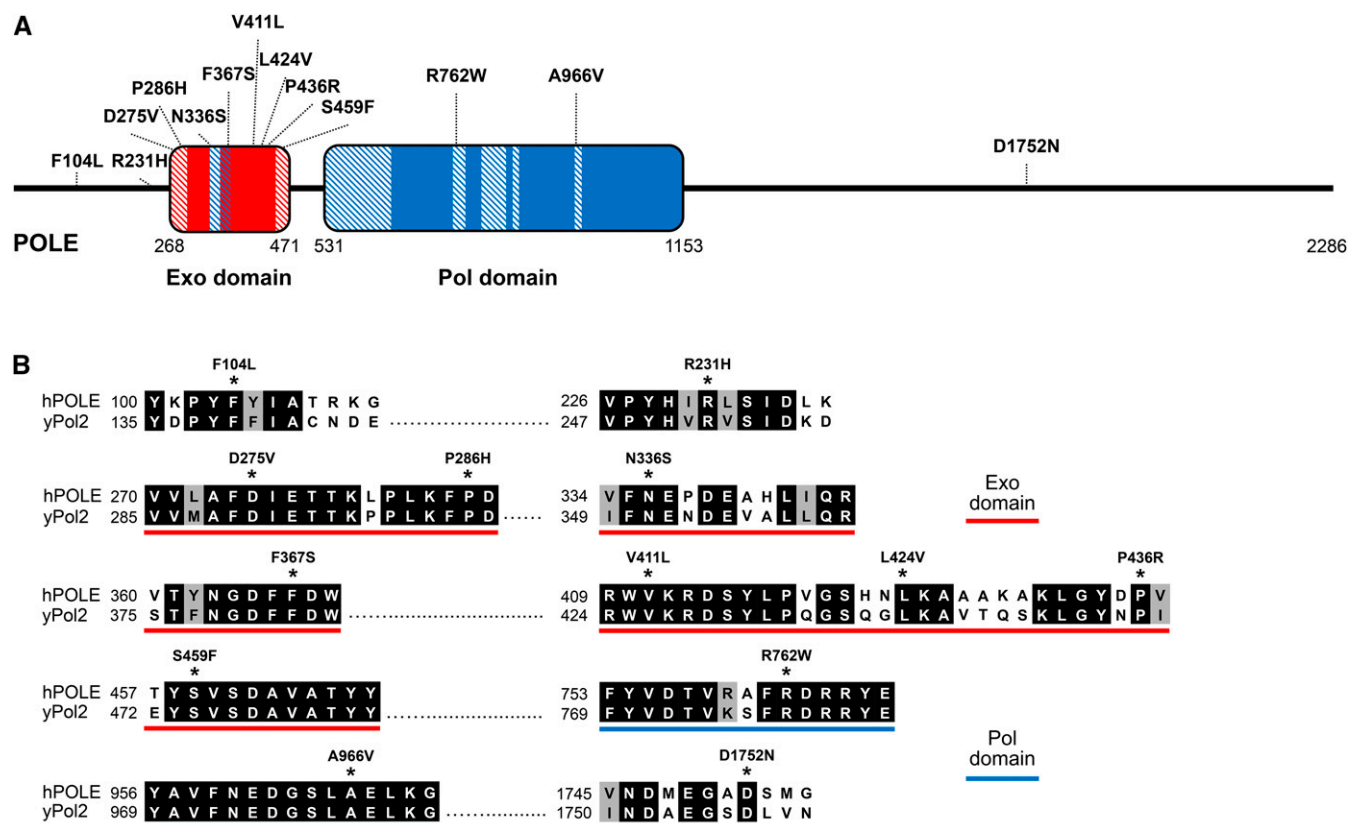 A
V411L
L424V
F367S
P286H
P436R
R762W
A966V
D275V
N336S
S459F
F104L
R231H
D1752N
POLE
268
471
531
1153
2286
Exo domain
Pol domain
B
F104L
R231H
*
*
hPOLE 100 Y K P Y F Y I A T R K G
226 V P Y H I R L S I D L K
yPol2 135 Y D P Y F F I A C N D E
247 V P Y H V R V S I D K D
D275V
P286H
N336S
*
*
*
Exo
domain
hPOLE 270 V V L A F D I E T T K L P L K F P D
334 V F N E P D E A H L I Q R
yPol2 285 V V M A F D I E T T K P P L K F P D
349 I F N E N D E V A L L Q R
F367S
V411L
L424V
P436R
*
*
*
*
hPOLE 360 V T Y N G D F F D W
409 R W V K R D S Y L P V G S H N L K A A A K A K L G Y D P V
yPol2 375 S T F N G D F F D W
424 R W V K R D S Y L P Q G S Q G L K A V T Q S K L G Y N P I
S459F
R762W
*
*
hPOLE 457 T Y S V S D A V A T Y Y
753 F Y V D T V R A F R D R R Y E
yPol2 472 E Y S V S D A V A T Y Y
769 F Y V D T V K S F R D R R Y E
Pol
domain
A966V
D1752N
*
*
hPOLE 956 Y A V F N E D G S L A E L K G
1745 V N D M E G A D S M G
yPol2 969 Y A V F N E D G S L A E L K G
1750 I N D A E G S D L V N